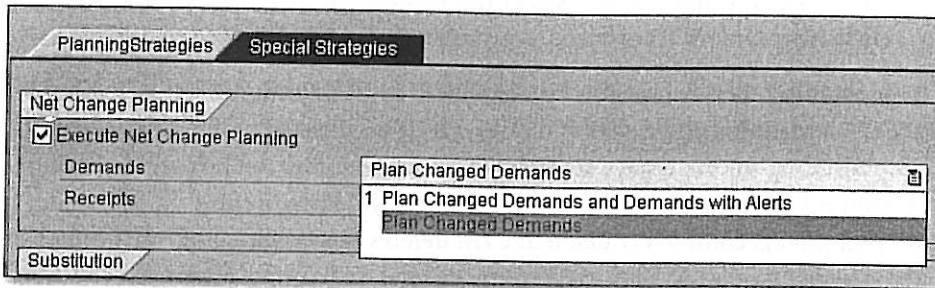 PlanningStrategies Special Strategies
Net Change Planning
Execute Net Change Planning
Demands Plan Changed Demands
1 Plan Changed Demands and Demands with Alerts
Receipts
Plan Changed Demands
Substitution